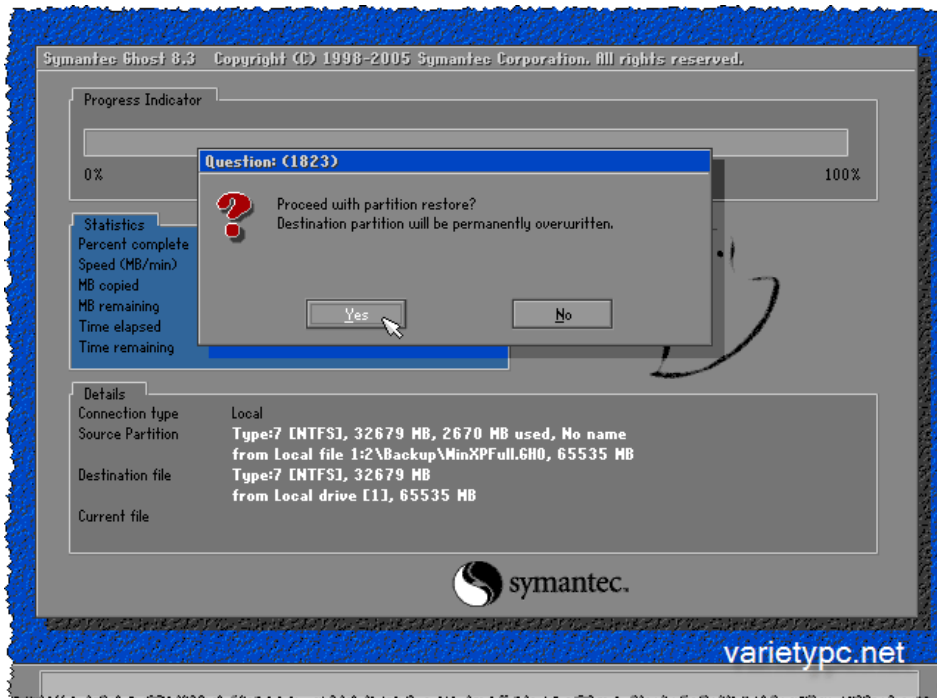 Symantec Ghost 8.3   Copyright (C) 1998-2005 Symantec Corporation. All rights reserved.
Progress Indicator
0%
100%
Question: (1823)
Proceed with partition restore?
Destination partition will be permanently overwritten.
Yes
No
Statistics
Percent complete
Speed (MB/min)
MB copied
MB remaining
Time elapsed
Time remaining
Details
Connection type Local
Source Partition Type:7 [NTFS], 32679 MB, 2670 MB used, No name
from Local file 1:2\Backup\MinXPFull.GHO, 65535 MB
Destination file Type:7 [NTFS], 32679 MB
from Local drive [1], 65535 MB
Current file
symantec.
varietypc.net